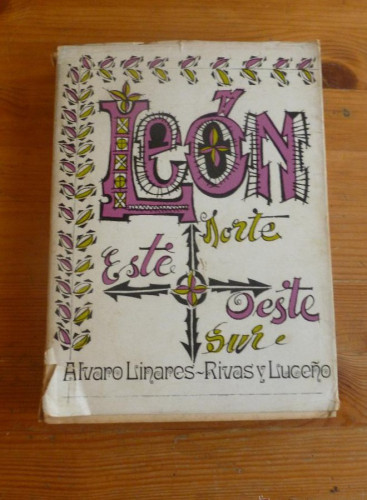 León
Norte
Este
Oeste
Sur
Alvaro Linares-Rivas y Luceño